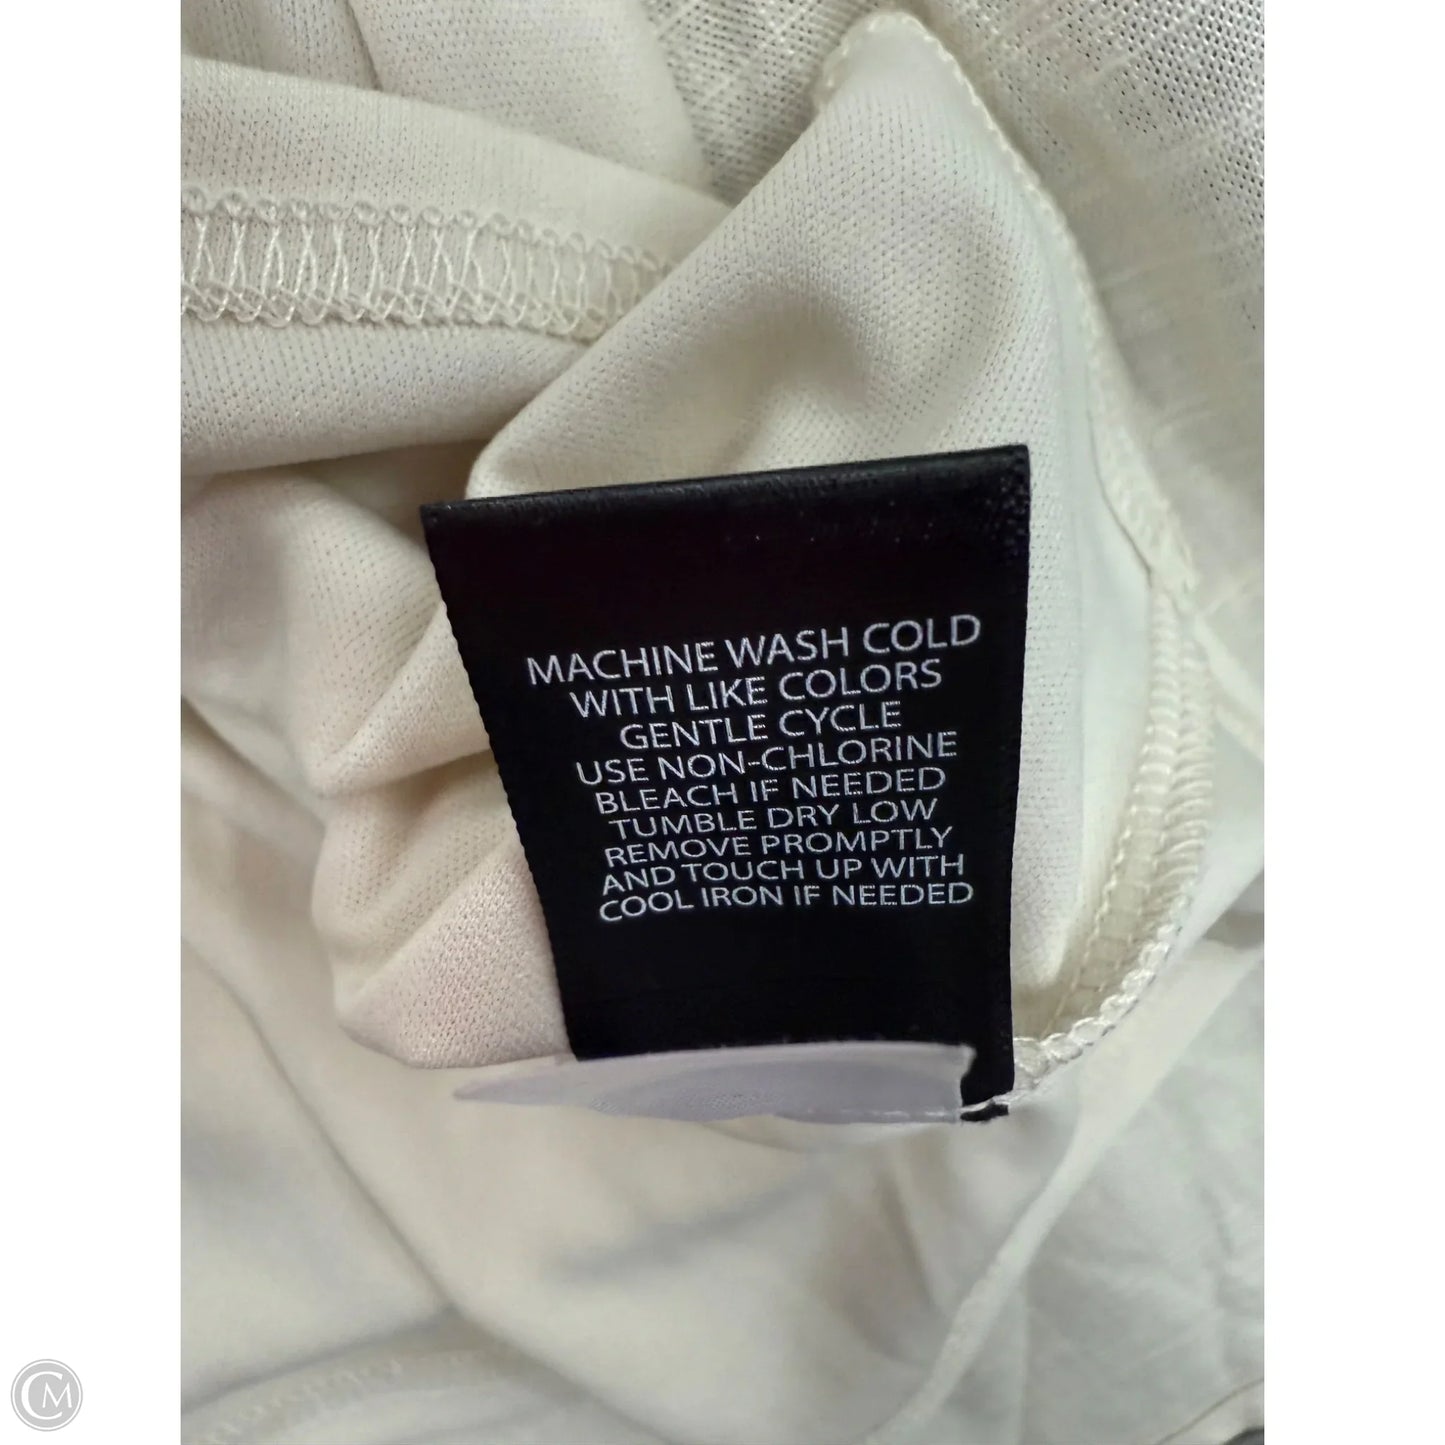 MACHINE WASH COLD
WITH LIKE COLORS
GENTLE CYCLE
USE NON-CHLORINE
BLEACH IF NEEDED
TUMBLE DRY LOW
REMOVE PROMPTLY
AND TOUCH UP WITH
COOL IRON IF NEEDED
CM